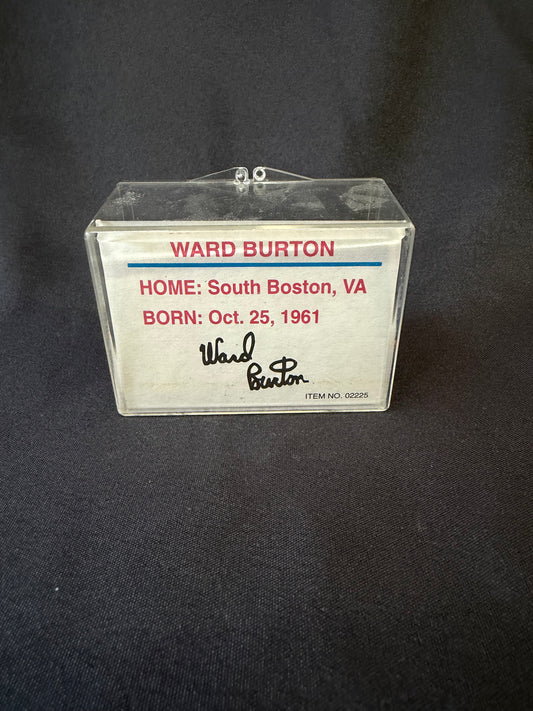 WARD BURTON
HOME: South Boston, VA
BORN: Oct. 25, 1961
Ward
Burton
ITEM NO. 02225